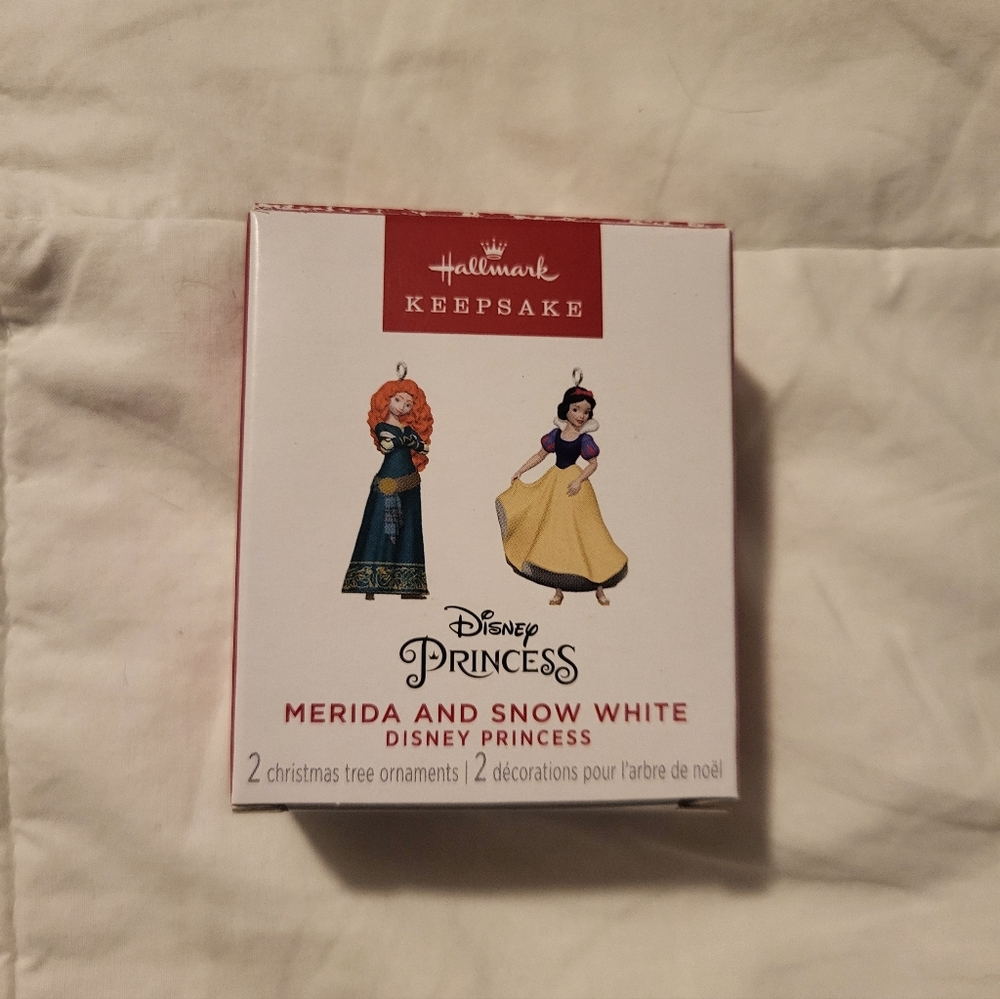 Hallmark
KEEPSAKE
Disney
PRINCESS
MERIDA AND SNOW WHITE
DISNEY PRINCESS
2 christmas tree ornaments | 2 décorations pour l'arbre de noël